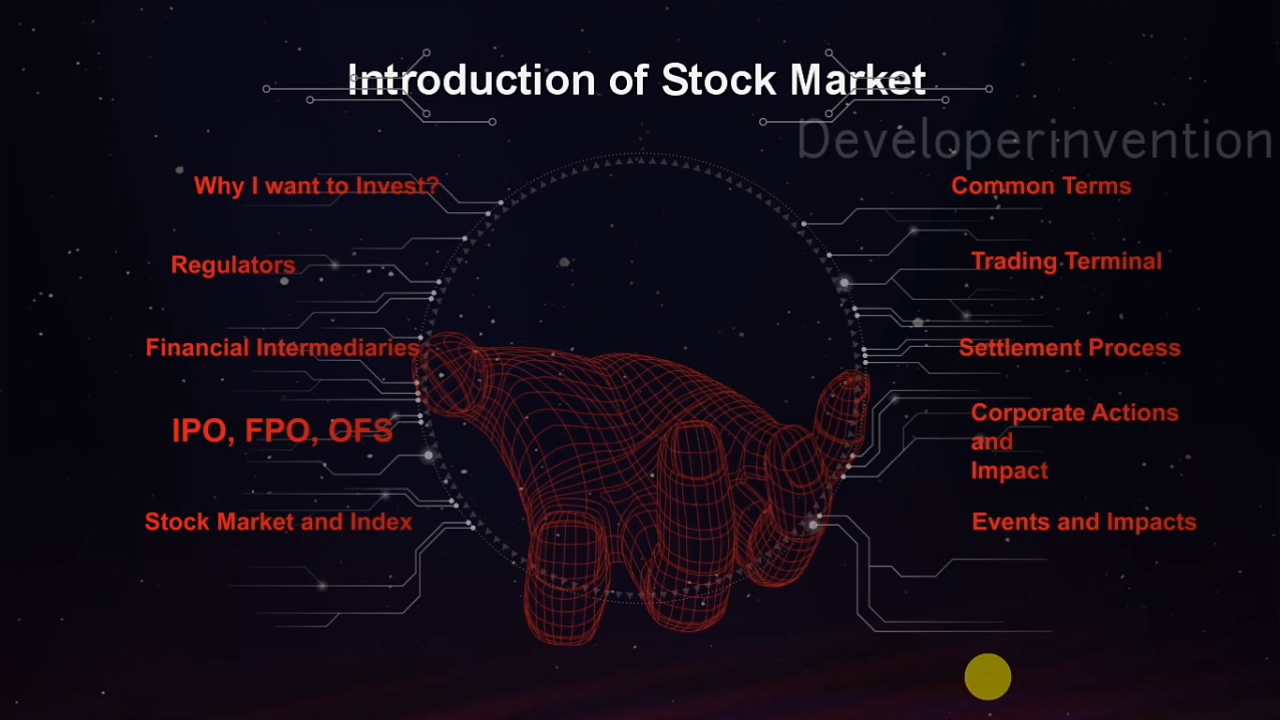 Introduction of Stock Market
Developerinvention
Why I want to Invest?
Regulators
Financial Intermediaries
IPO, FPO, OFS
Stock Market and Index
Common Terms
Trading Terminal
Settlement Process
Corporate Actions
and
Impact
Events and Impacts